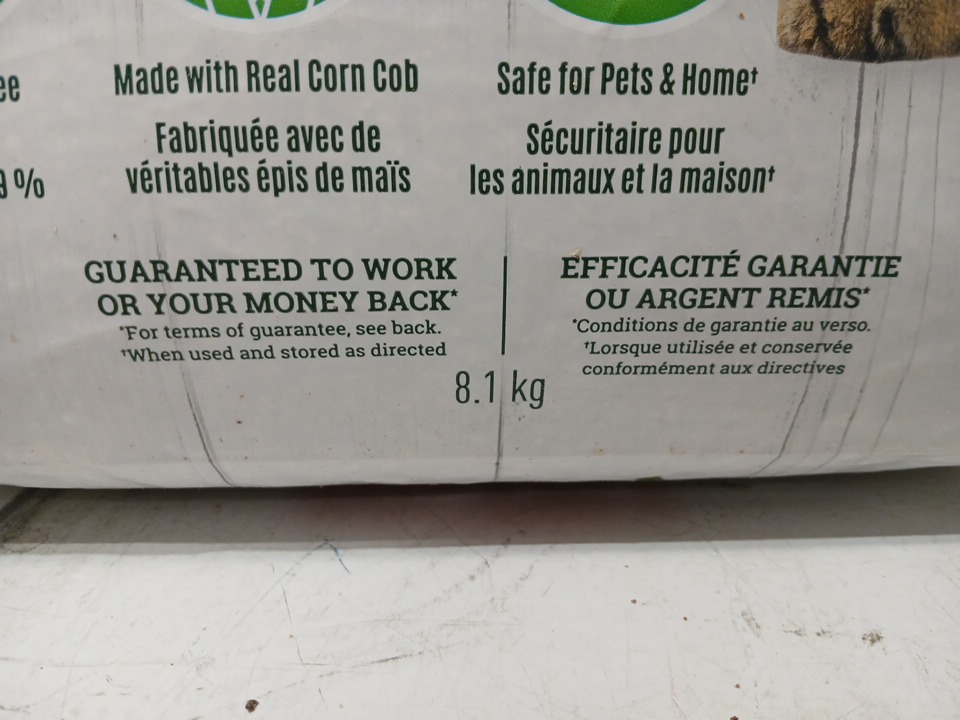 Made with Real Corn Cob
Fabriquée avec de
véritables épis de maïs
Safe for Pets & Home†
Sécuritaire pour
les animaux et la maison†
%
GUARANTEED TO WORK
OR YOUR MONEY BACK*
*For terms of guarantee, see back.
†When used and stored as directed
EFFICACITÉ GARANTIE
OU ARGENT REMIS*
*Conditions de garantie au verso.
†Lorsque utilisée et conservée
conformément aux directives
8.1 kg